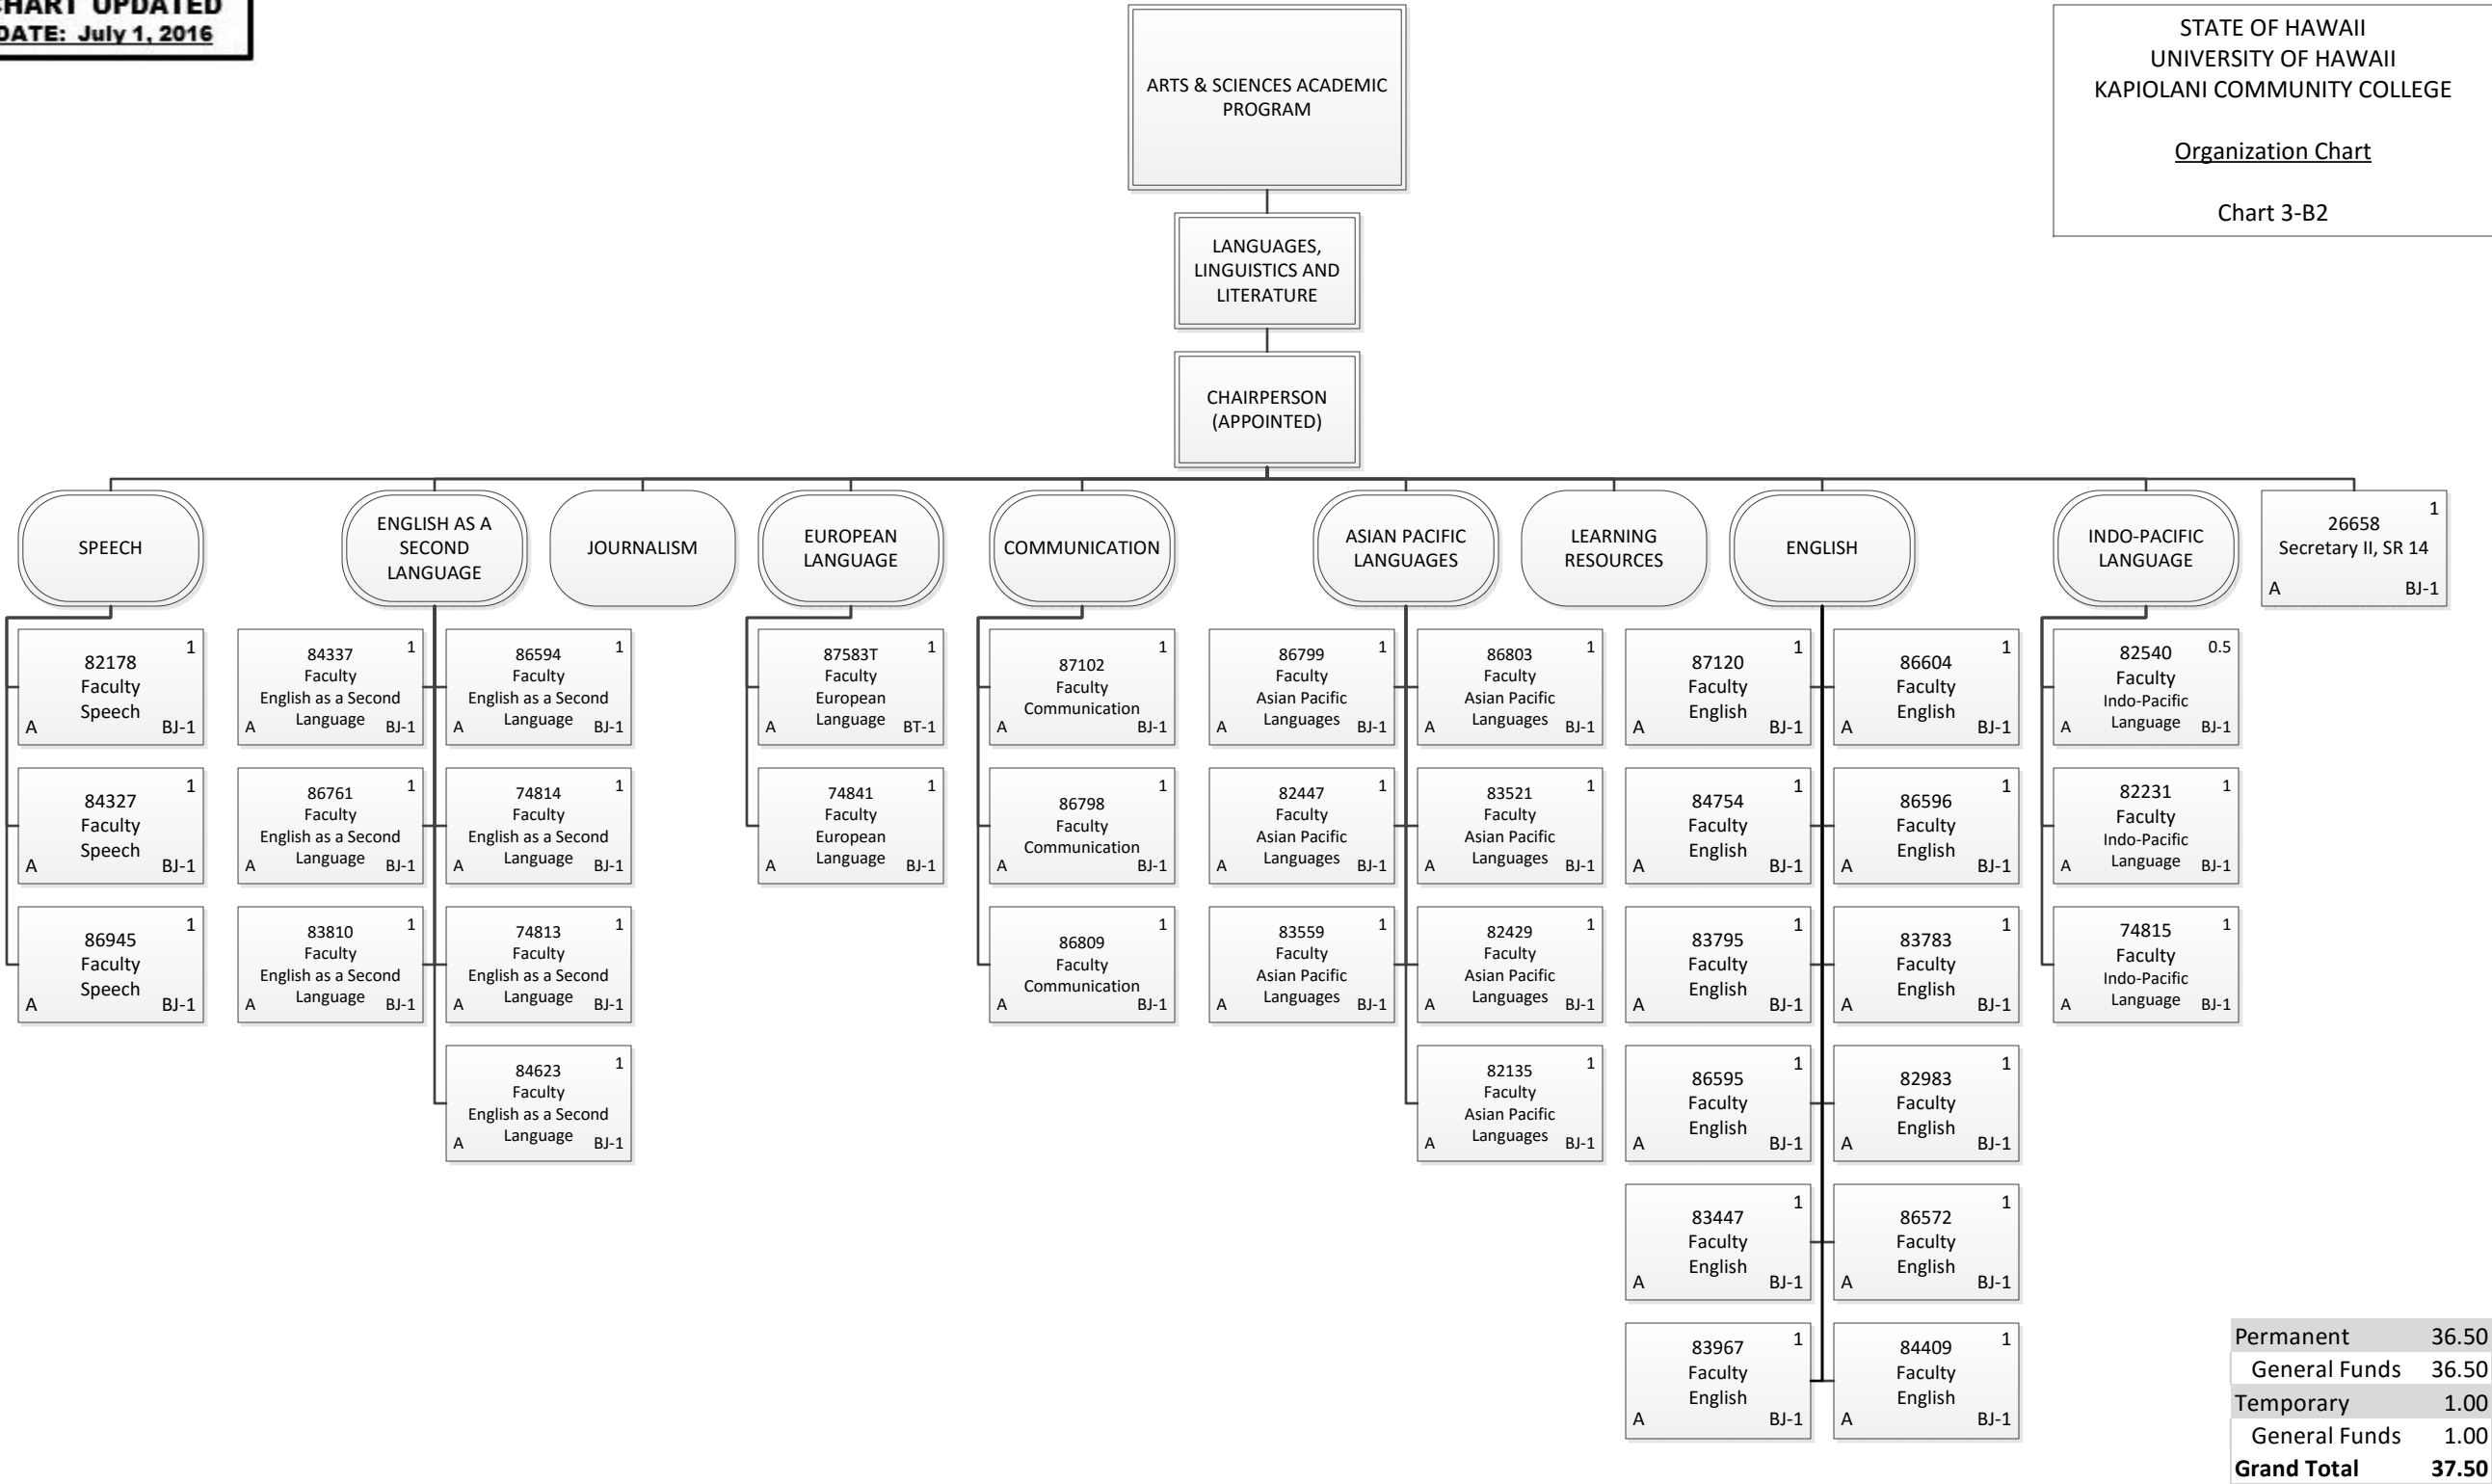 CHART UPDATED
DATE: July 1, 2016
STATE OF HAWAII
UNIVERSITY OF HAWAII
KAPIOLANI COMMUNITY COLLEGE
Organization Chart
Chart 3-B2
ARTS & SCIENCES ACADEMIC
PROGRAM
LANGUAGES,
LINGUISTICS AND
LITERATURE
CHAIRPERSON
(APPOINTED)
SPEECH
1
82178
Faculty
Speech
A BJ-1
1
84327
Faculty
Speech
A BJ-1
1
86945
Faculty
Speech
A BJ-1
ENGLISH AS A
SECOND
LANGUAGE
84337 1
Faculty
English as a Second
Language
A BJ-1
86594 1
Faculty
English as a Second
Language
A BJ-1
86761 1
Faculty
English as a Second
Language
A BJ-1
74814 1
Faculty
English as a Second
Language
A BJ-1
83810 1
Faculty
English as a Second
Language
A BJ-1
74813 1
Faculty
English as a Second
Language
A BJ-1
84623 1
Faculty
English as a Second
Language
A BJ-1
JOURNALISM
EUROPEAN
LANGUAGE
87583T 1
Faculty
European
Language
A BT-1
74841 1
Faculty
European
Language
A BJ-1
COMMUNICATION
1
87102
Faculty
Communication
A BJ-1
1
86798
Faculty
Communication
A BJ-1
1
86809
Faculty
Communication
A BJ-1
ASIAN PACIFIC
LANGUAGES
86799 1
Faculty
Asian Pacific
Languages
A BJ-1
86803 1
Faculty
Asian Pacific
Languages
A BJ-1
82447 1
Faculty
Asian Pacific
Languages
A BJ-1
83521 1
Faculty
Asian Pacific
Languages
A BJ-1
83559 1
Faculty
Asian Pacific
Languages
A BJ-1
82429 1
Faculty
Asian Pacific
Languages
A BJ-1
82135 1
Faculty
Asian Pacific
Languages
A BJ-1
LEARNING
RESOURCES
ENGLISH
1
87120
Faculty
English
A BJ-1
1
86604
Faculty
English
A BJ-1
1
84754
Faculty
English
A BJ-1
1
86596
Faculty
English
A BJ-1
1
83795
Faculty
English
A BJ-1
1
83783
Faculty
English
A BJ-1
1
86595
Faculty
English
A BJ-1
1
82983
Faculty
English
A BJ-1
1
83447
Faculty
English
A BJ-1
1
86572
Faculty
English
A BJ-1
1
83967
Faculty
English
A BJ-1
1
84409
Faculty
English
A BJ-1
INDO-PACIFIC
LANGUAGE
82540 0.5
Faculty
Indo-Pacific
Language
A BJ-1
82231 1
Faculty
Indo-Pacific
Language
A BJ-1
74815 1
Faculty
Indo-Pacific
Language
A BJ-1
1
26658
Secretary II, SR 14
A BJ-1
Permanent 36.50
General Funds 36.50
Temporary 1.00
General Funds 1.00
Grand Total 37.50